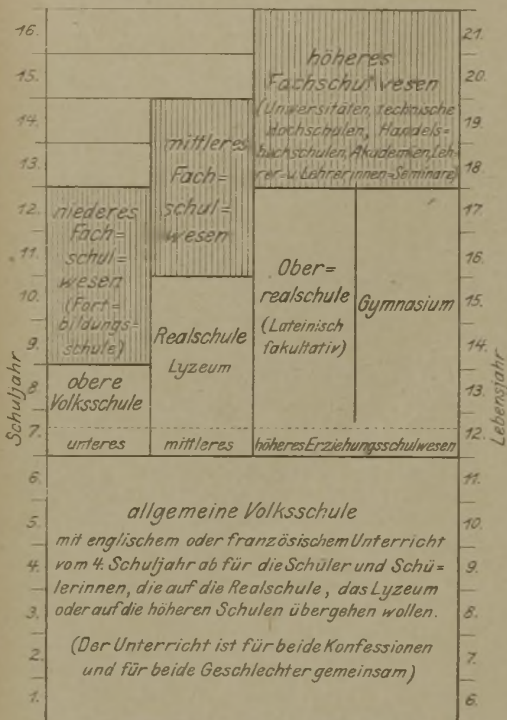 Schuljahr
16.
15.
14.
13.
12.
11.
10.
9.
8.
7.
6.
5.
4.
3.
2.
1.
höheres
Fachschulwesen
(Universitäten, technische
Hochschulen, Handels=
hochschulen, Akademien, Leh
rer- u. Lehrerinnen-Seminare)
mittleres
Fach=
schul=
wesen
niederes
Fach=
schul=
wesen
(Fort=
bildungs=
schule)
Ober=
realschule
(Lateinisch
fakultativ)
Gymnasium
Realschule
Lyzeum
obere
Volksschule
unteres
mittleres
höheres Erziehungsschulwesen
allgemeine Volksschule
mit englischem oder französischem Unterricht
vom 4. Schuljahr ab für die Schüler und Schü=
lerinnen, die auf die Realschule, das Lyzeum
oder auf die höheren Schulen übergehen wollen.
(Der Unterricht ist für beide Konfessionen
und für beide Geschlechter gemeinsam)
Lebensjahr
21.
20.
19.
18.
17.
16.
15.
14.
13.
12.
11.
10.
9.
8.
7.
6.